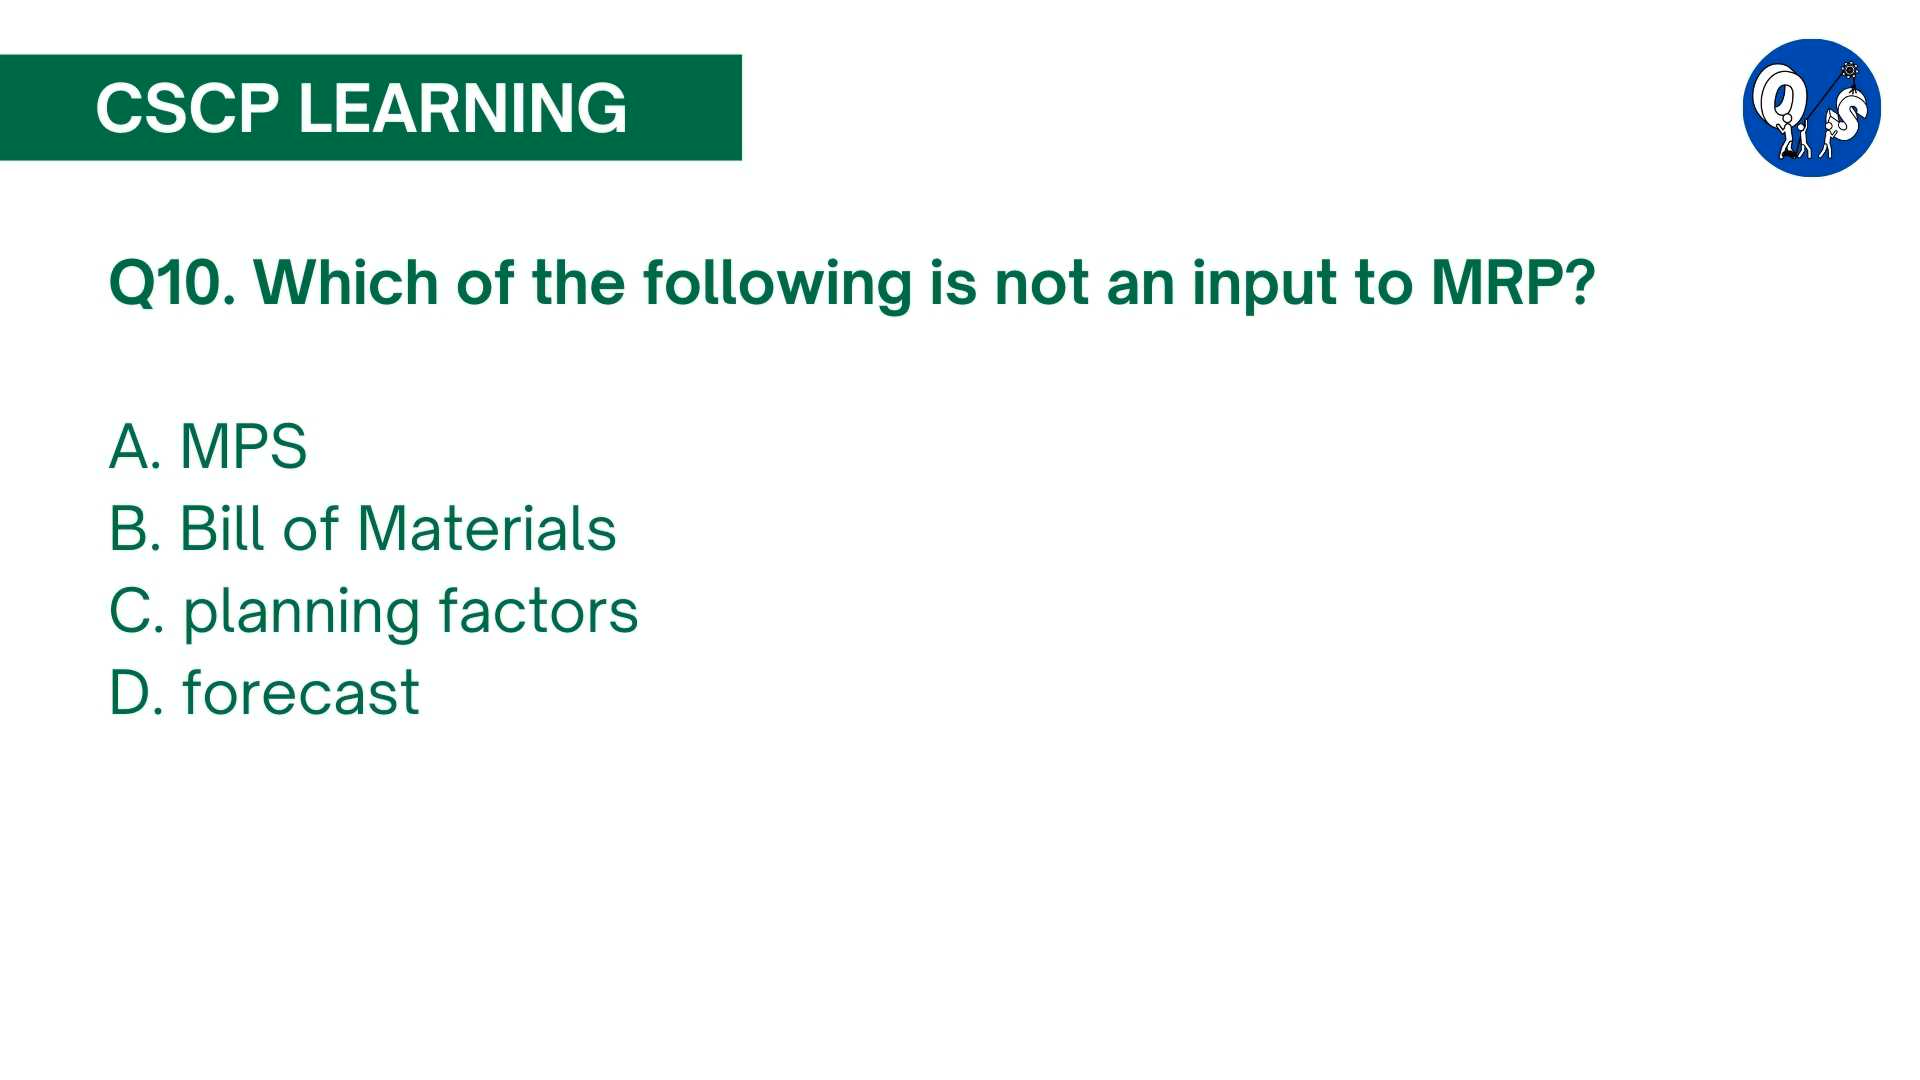 CSCP LEARNING
Q S
Q10. Which of the following is not an input to MRP?
A. MPS
B. Bill of Materials
C. planning factors
D. forecast